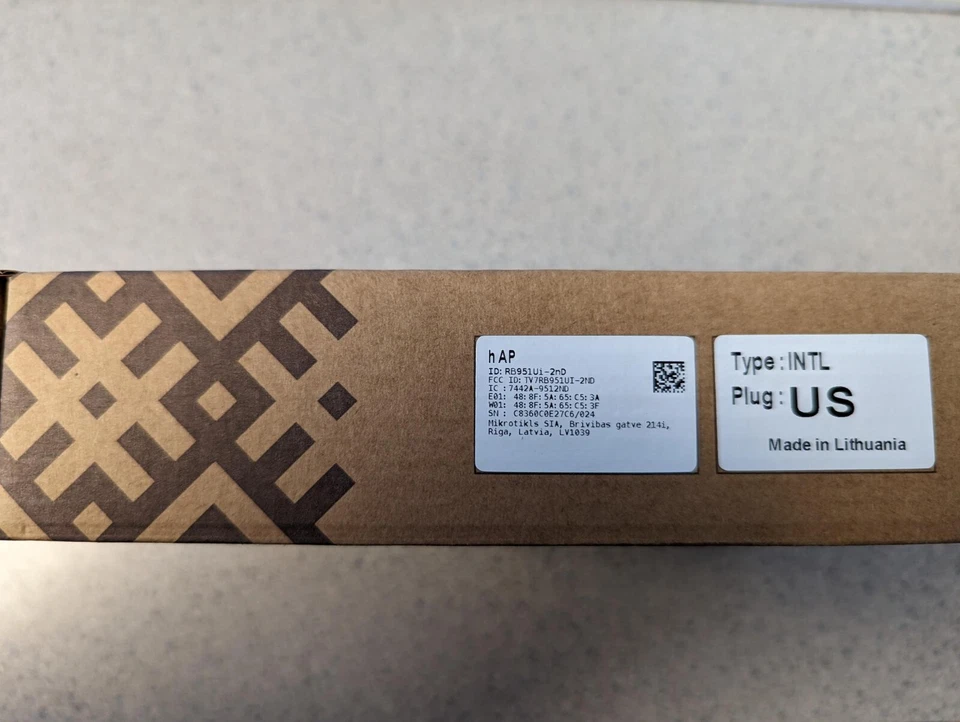 hAP
ID: RB951Ui-2nD
FCC ID: TV7RB951UI-2ND
IC : 7442A-9512ND
E01: 48:8F:5A:65:C5:3A
W01: 48:8F:5A:65:C5:3F
SN : C8360C0E27C6/024
Mikrotikls SIA, Brivibas gatve 214i,
Riga, Latvia, LV1039
Type : INTL
Plug : US
Made in Lithuania